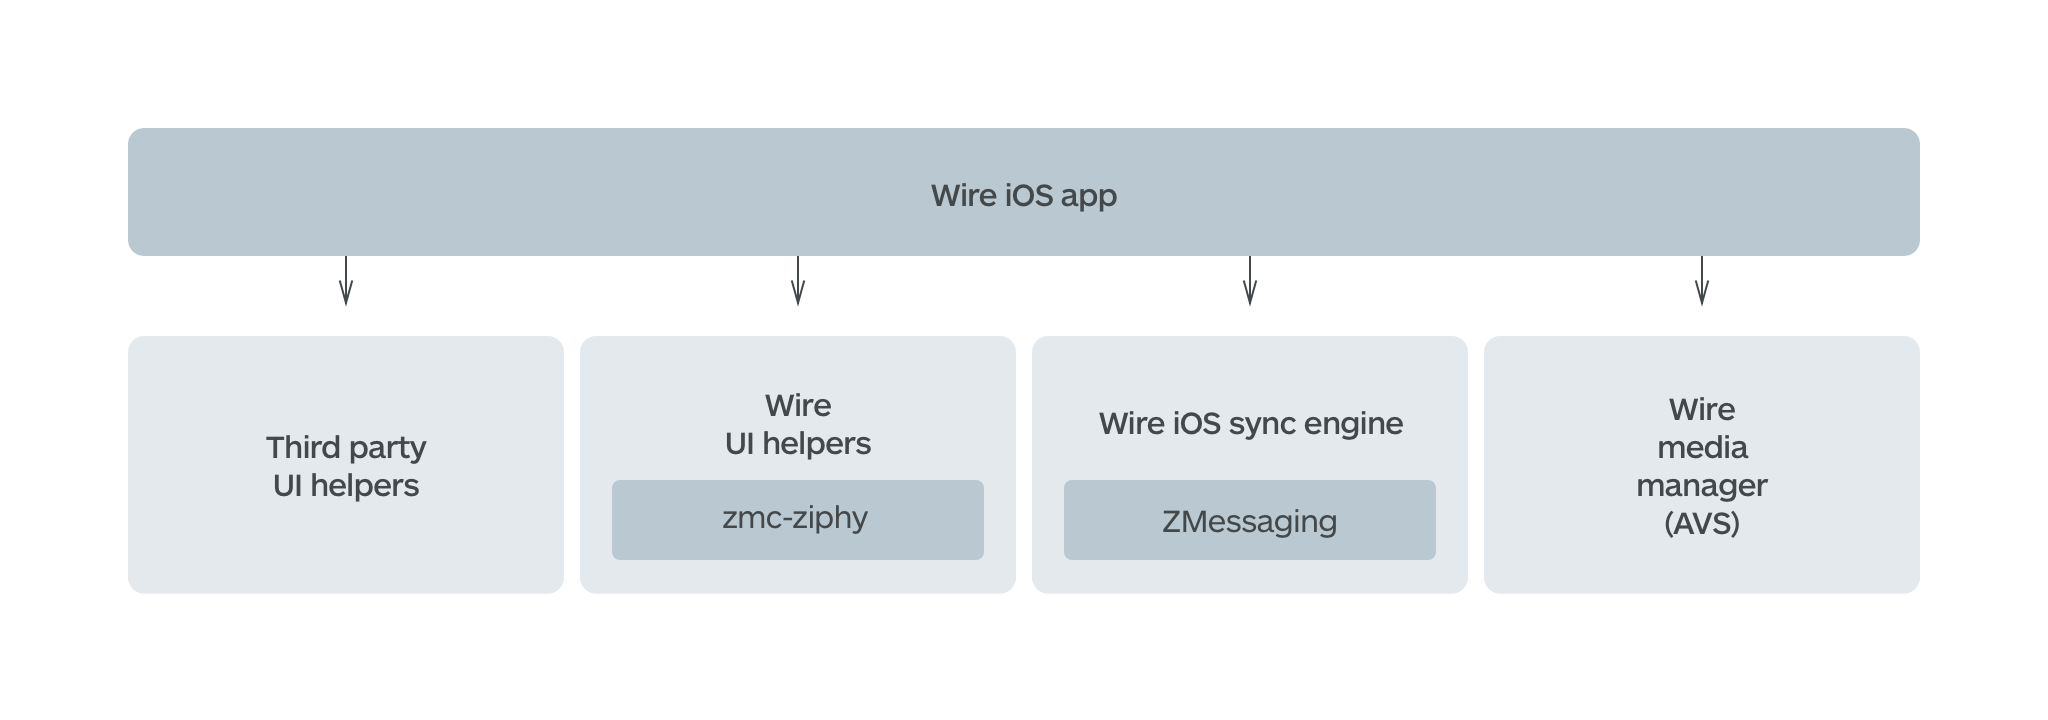 Wire iOS app
Third party
UI helpers
Wire
UI helpers
zmc-ziphy
Wire iOS sync engine
ZMessaging
Wire
media
manager
(AVS)